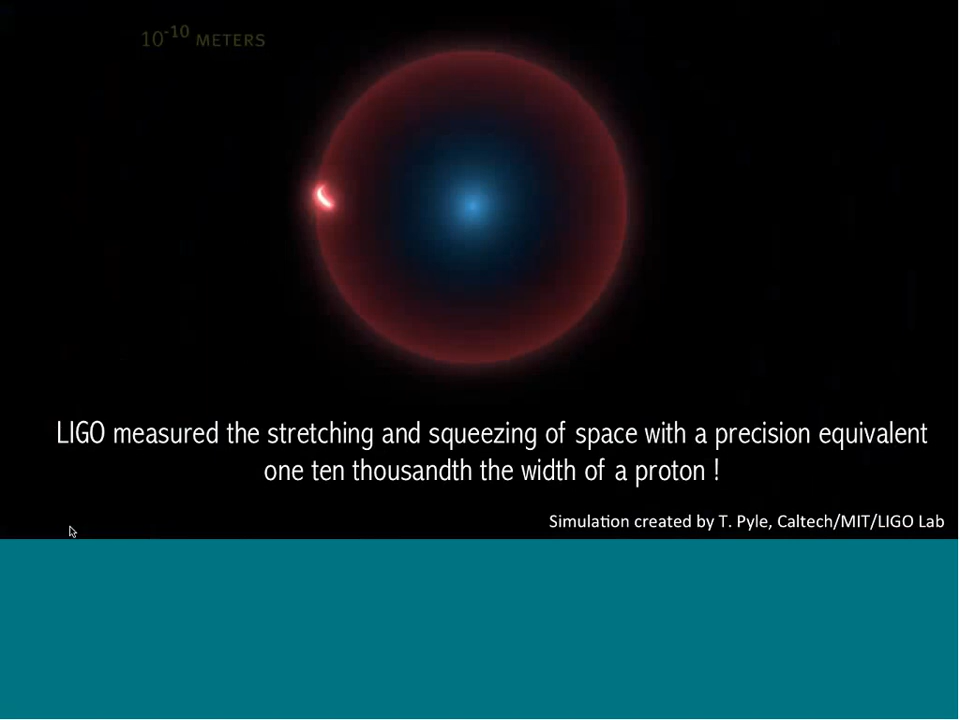 10⁻¹⁰ METERS
LIGO measured the stretching and squeezing of space with a precision equivalent
one ten thousandth the width of a proton !
Simulation created by T. Pyle, Caltech/MIT/LIGO Lab